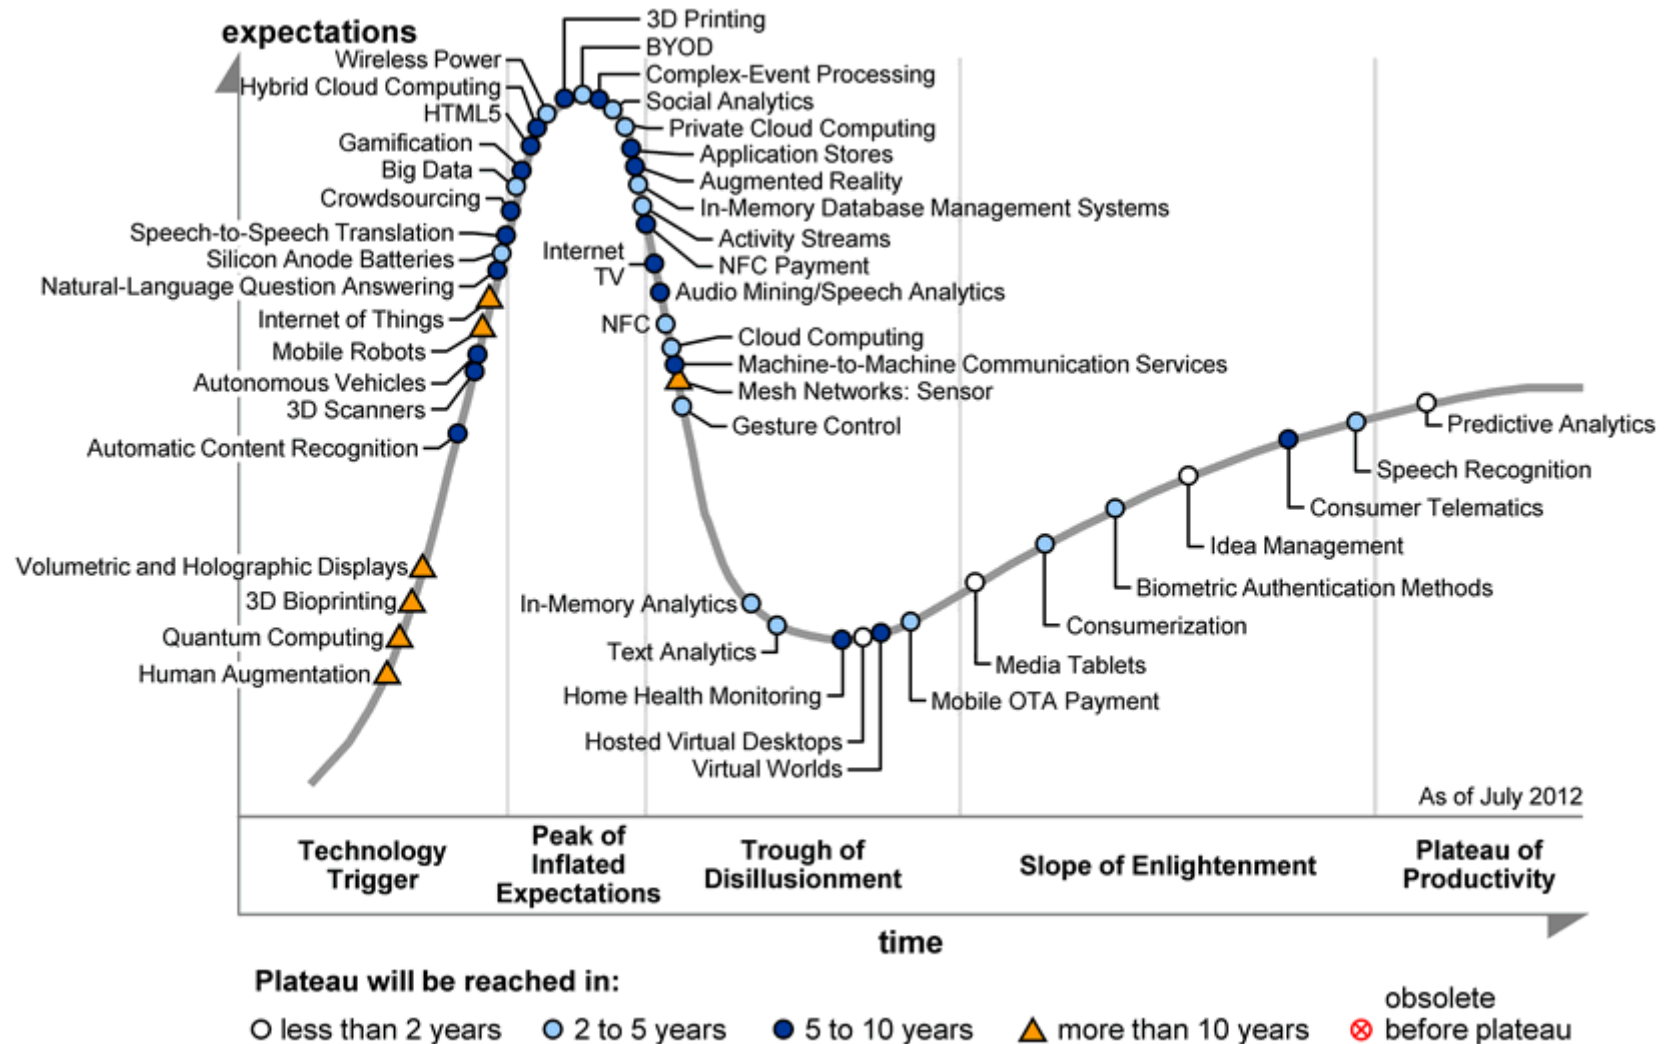 expectations
3D Printing
BYOD
Wireless Power
Complex-Event Processing
Hybrid Cloud Computing
Social Analytics
HTML5
Private Cloud Computing
Gamification
Application Stores
Big Data
Augmented Reality
Crowdsourcing
In-Memory Database Management Systems
Speech-to-Speech Translation
Activity Streams
Silicon Anode Batteries
Internet
TV
NFC Payment
Natural-Language Question Answering
Audio Mining/Speech Analytics
Internet of Things
NFC
Cloud Computing
Mobile Robots
Machine-to-Machine Communication Services
Autonomous Vehicles
Mesh Networks: Sensor
3D Scanners
Gesture Control
Automatic Content Recognition
Predictive Analytics
Speech Recognition
Consumer Telematics
Idea Management
Volumetric and Holographic Displays
Biometric Authentication Methods
3D Bioprinting
In-Memory Analytics
Consumerization
Quantum Computing
Text Analytics
Media Tablets
Human Augmentation
Home Health Monitoring
Mobile OTA Payment
Hosted Virtual Desktops
Virtual Worlds
As of July 2012
Technology
Trigger
Peak of
Inflated
Expectations
Trough of
Disillusionment
Slope of Enlightenment
Plateau of
Productivity
time
Plateau will be reached in:
less than 2 years
2 to 5 years
5 to 10 years
more than 10 years
obsolete
before plateau